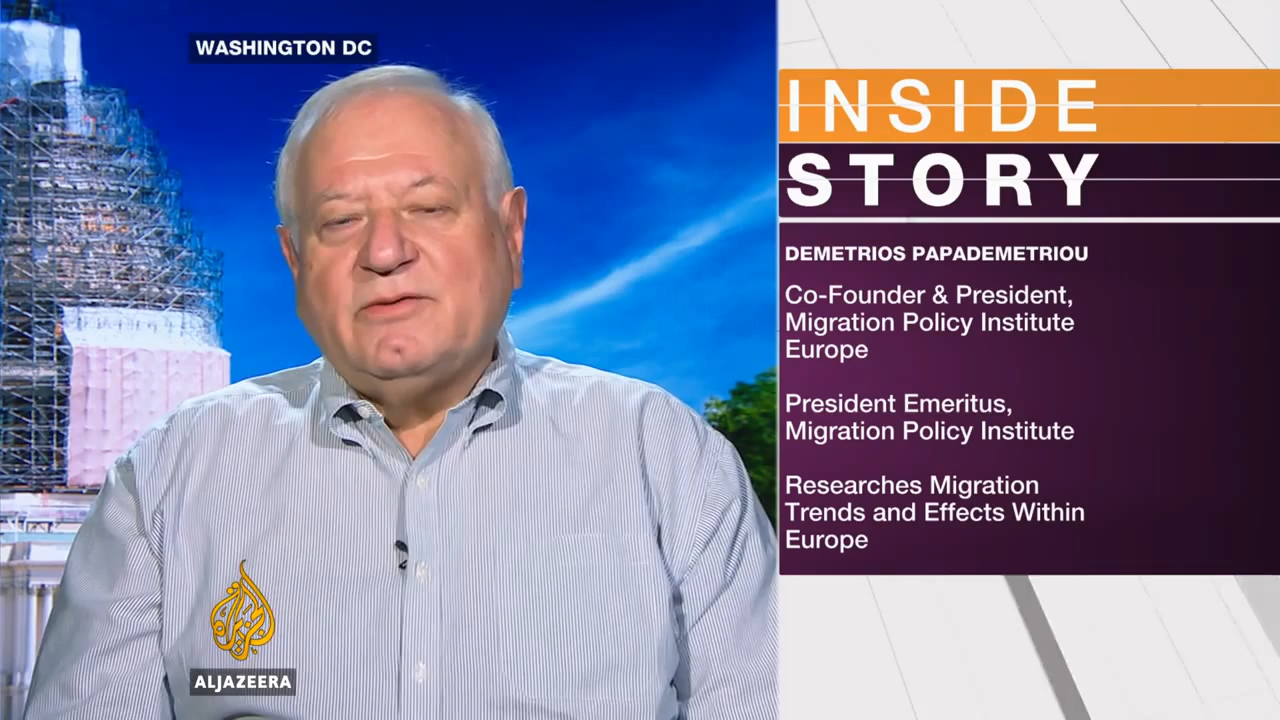 WASHINGTON DC
INSIDE
STORY
DEMETRIOS PAPADEMETRIOU
Co-Founder & President,
Migration Policy Institute
Europe
President Emeritus,
Migration Policy Institute
Researches Migration
Trends and Effects Within
Europe
الجزيرة
ALJAZEERA